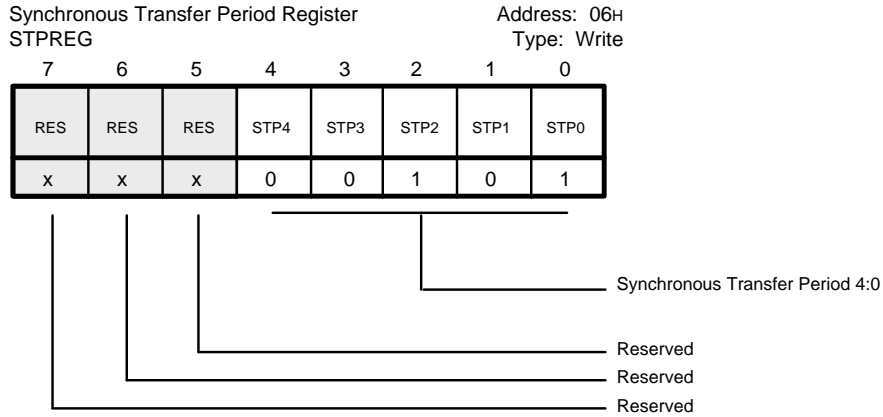 Synchronous Transfer Period Register Address: 06H
STPREG Type: Write
7 6 5 4 3 2 1 0
RES RES RES STP4 STP3 STP2 STP1 STP0
x x x 0 0 1 0 1
Synchronous Transfer Period 4:0
Reserved
Reserved
Reserved